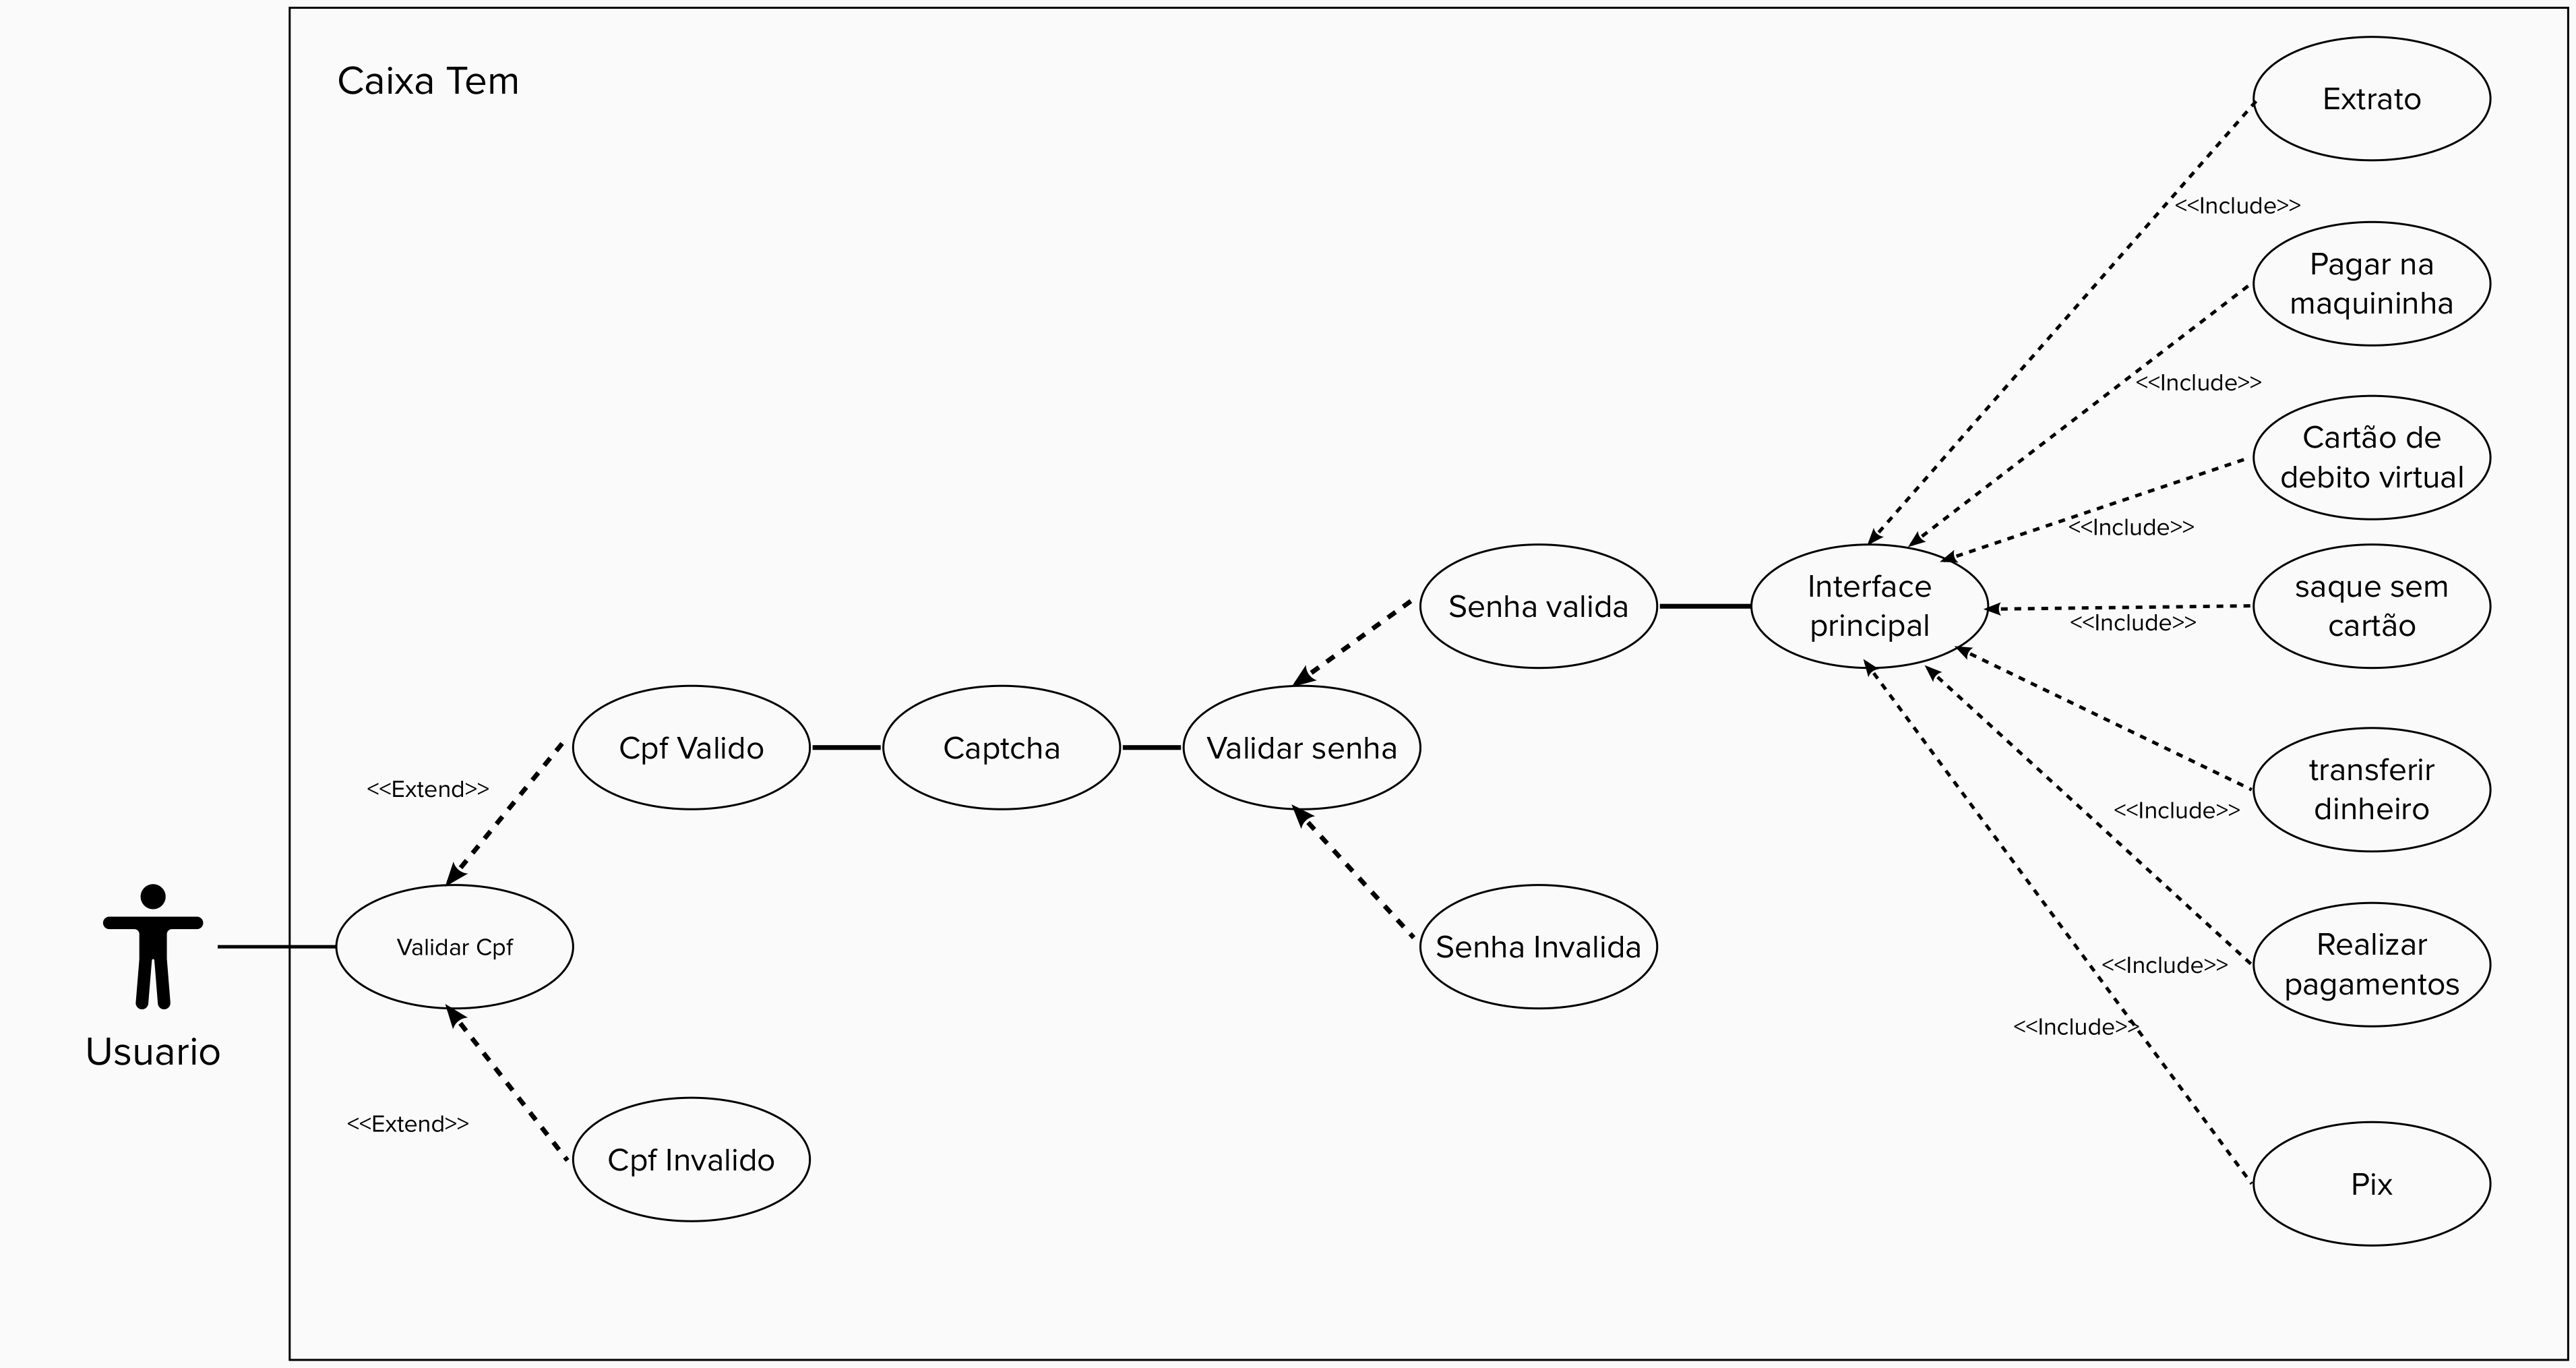 Caixa Tem
Extrato
<<Include>>
Pagar na
maquininha
<<Include>>
Cartão de
debito virtual
<<Include>>
saque sem
cartão
<<Include>>
Interface
principal
Senha valida
Cpf Valido
Captcha
Validar senha
transferir
dinheiro
<<Extend>>
<<Include>>
Usuario
Validar Cpf
Senha Invalida
Realizar
pagamentos
<<Include>>
<<Include>>
<<Extend>>
Cpf Invalido
Pix